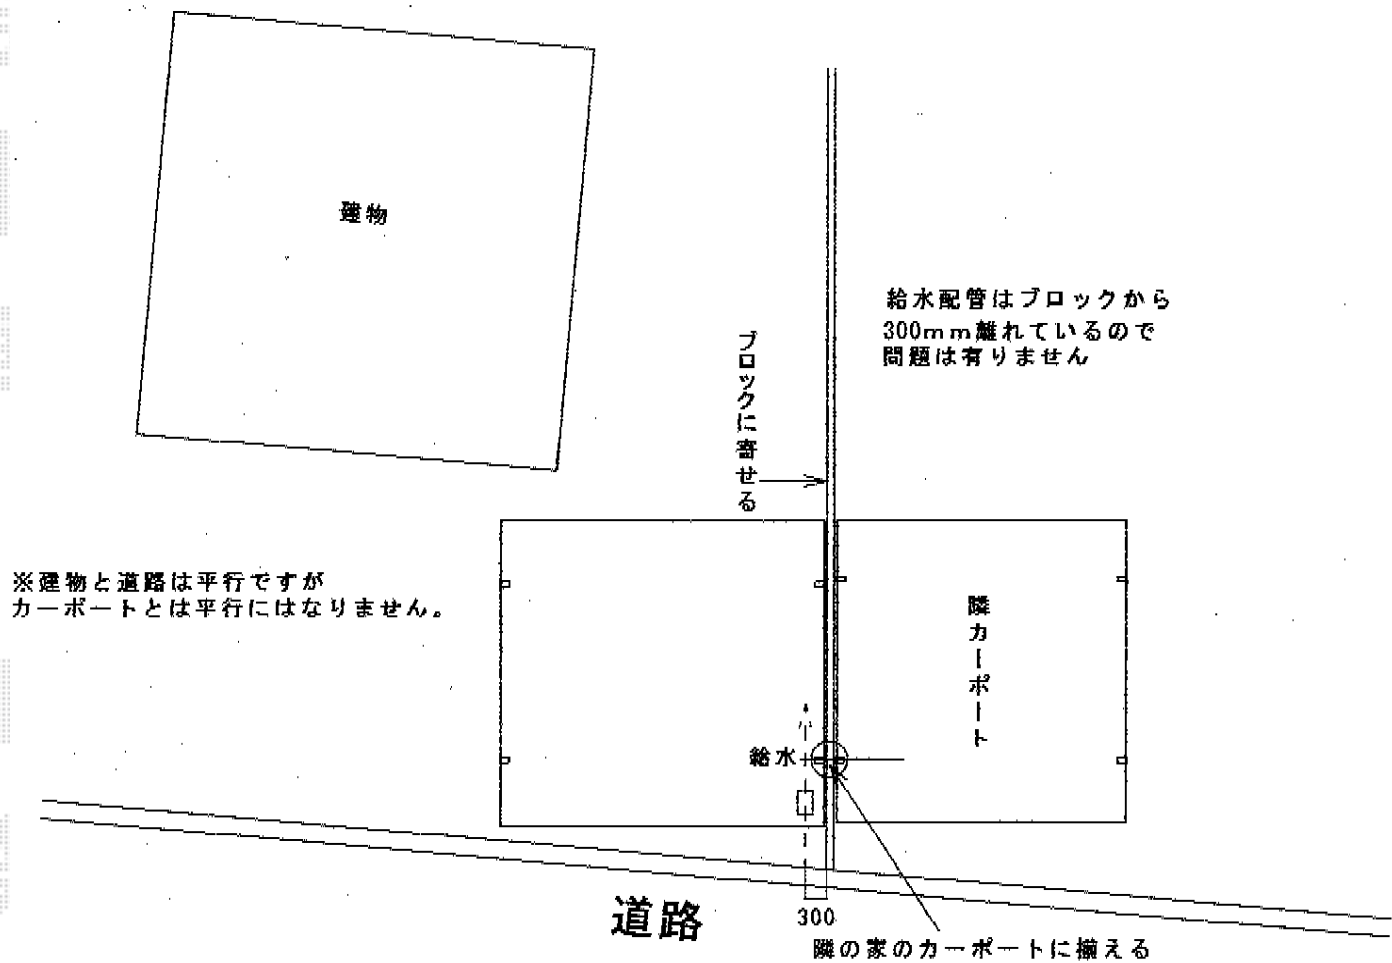 建物
給水配管はブロックから
300mm離れているので
問題は有りません
ブロックに寄せる
※建物と道路は平行ですが
カーポートとは平行にはなりません。
隣カーポート
給水
道路
300
隣の家のカーポートに揃える